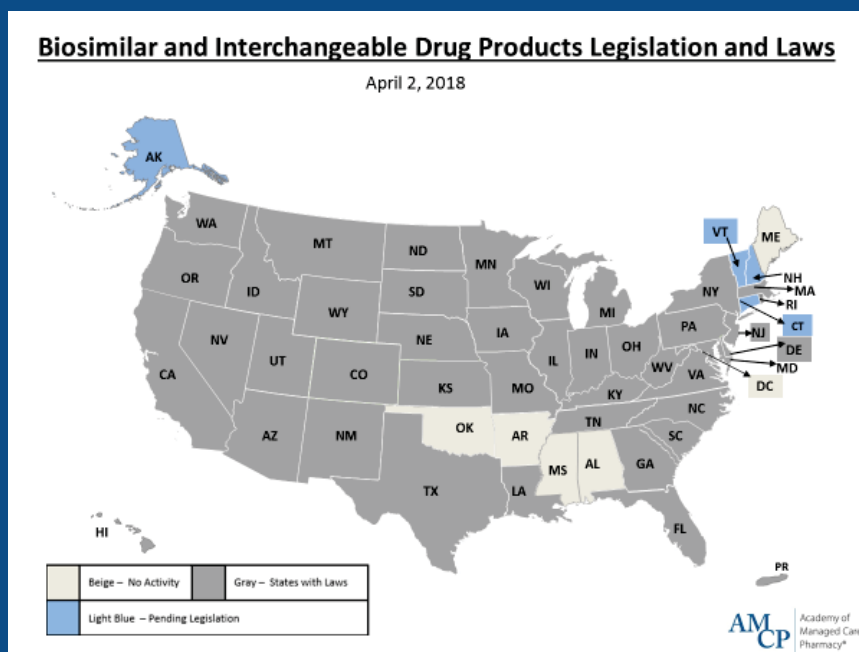 Biosimilar and Interchangeable Drug Products Legislation and Laws
April 2, 2018
AK
WA
MT
ND
MN
VT
ME
OR
ID
SD
WI
NH
MA
RI
WY
MI
NY
CT
NV
NE
IA
PA
NJ
DE
UT
CO
IL
IN
OH
WV
VA
MD
CA
KS
MO
KY
DC
AZ
NM
OK
AR
TN
NC
SC
MS
AL
GA
TX
LA
FL
HI
PR
Beige – No Activity
Gray – States with Laws
Light Blue – Pending Legislation
AMCP
Academy of
Managed Care
Pharmacy®